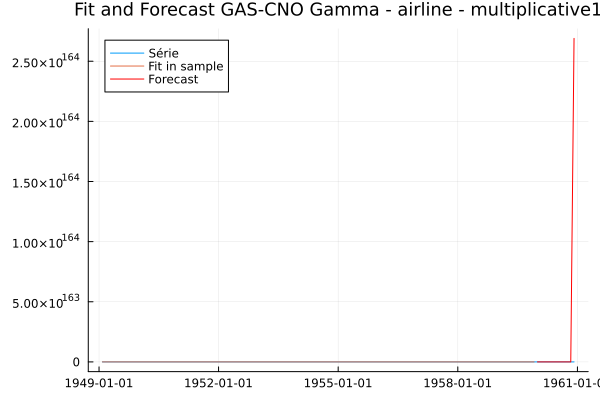 Fit and Forecast GAS-CNO Gamma - airline - multiplicative1
Série
Fit in sample
Forecast
2.50×10^164
2.00×10^164
1.50×10^164
1.00×10^164
5.00×10^163
0
1949-01-01 1952-01-01 1955-01-01 1958-01-01 1961-01-0